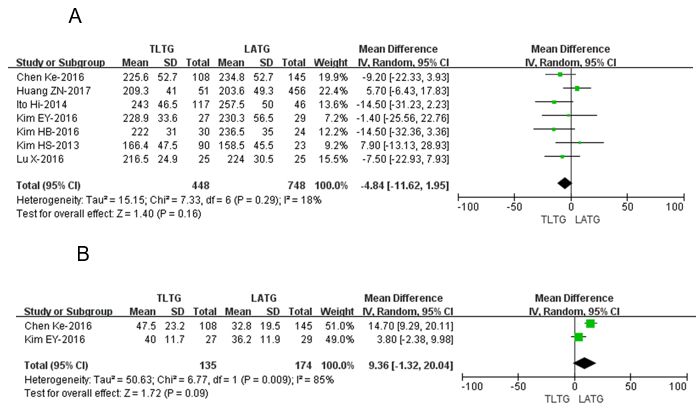 A
TLTG LATG Mean Difference Mean Difference
Study or Subgroup Mean SD Total Mean SD Total Weight IV, Random, 95% CI IV, Random, 95% CI
Chen Ke-2016 225.6 52.7 108 234.8 52.7 145 19.9% -9.20 [-22.33, 3.93]
Huang ZN-2017 209.3 41 51 203.6 49.3 456 22.4% 5.70 [-6.43, 17.83]
Ito Hi-2014 243 46.5 117 257.5 50 46 14.4% -14.50 [-31.23, 2.23]
Kim EY-2016 228.9 33.6 27 230.3 56.5 29 7.3% -1.40 [-25.56, 22.76]
Kim HB-2016 222 31 30 236.5 35 24 12.2% -14.50 [-32.36, 3.36]
Kim HS-2013 166.4 47.5 90 158.5 45.5 23 9.2% 7.90 [-13.13, 28.93]
Lu X-2016 216.5 24.9 25 224 30.5 25 14.5% -7.50 [-22.93, 7.93]
Total (95% CI) 448 748 100.0% -4.84 [-11.62, 1.95]
Heterogeneity: Tau² = 15.15; Chi² = 7.33, df = 6 (P = 0.29); I² = 18%
Test for overall effect: Z = 1.40 (P = 0.16)
-100 -50 0 50 100
TLTG LATG
B
TLTG LATG Mean Difference Mean Difference
Study or Subgroup Mean SD Total Mean SD Total Weight IV, Random, 95% CI IV, Random, 95% CI
Chen Ke-2016 47.5 23.2 108 32.8 19.5 145 51.0% 14.70 [9.29, 20.11]
Kim EY-2016 40 11.7 27 36.2 11.9 29 49.0% 3.80 [-2.38, 9.98]
Total (95% CI) 135 174 100.0% 9.36 [-1.32, 20.04]
Heterogeneity: Tau² = 50.63; Chi² = 6.77, df = 1 (P = 0.009); I² = 85%
Test for overall effect: Z = 1.72 (P = 0.09)
-100 -50 0 50 100
TLTG LATG